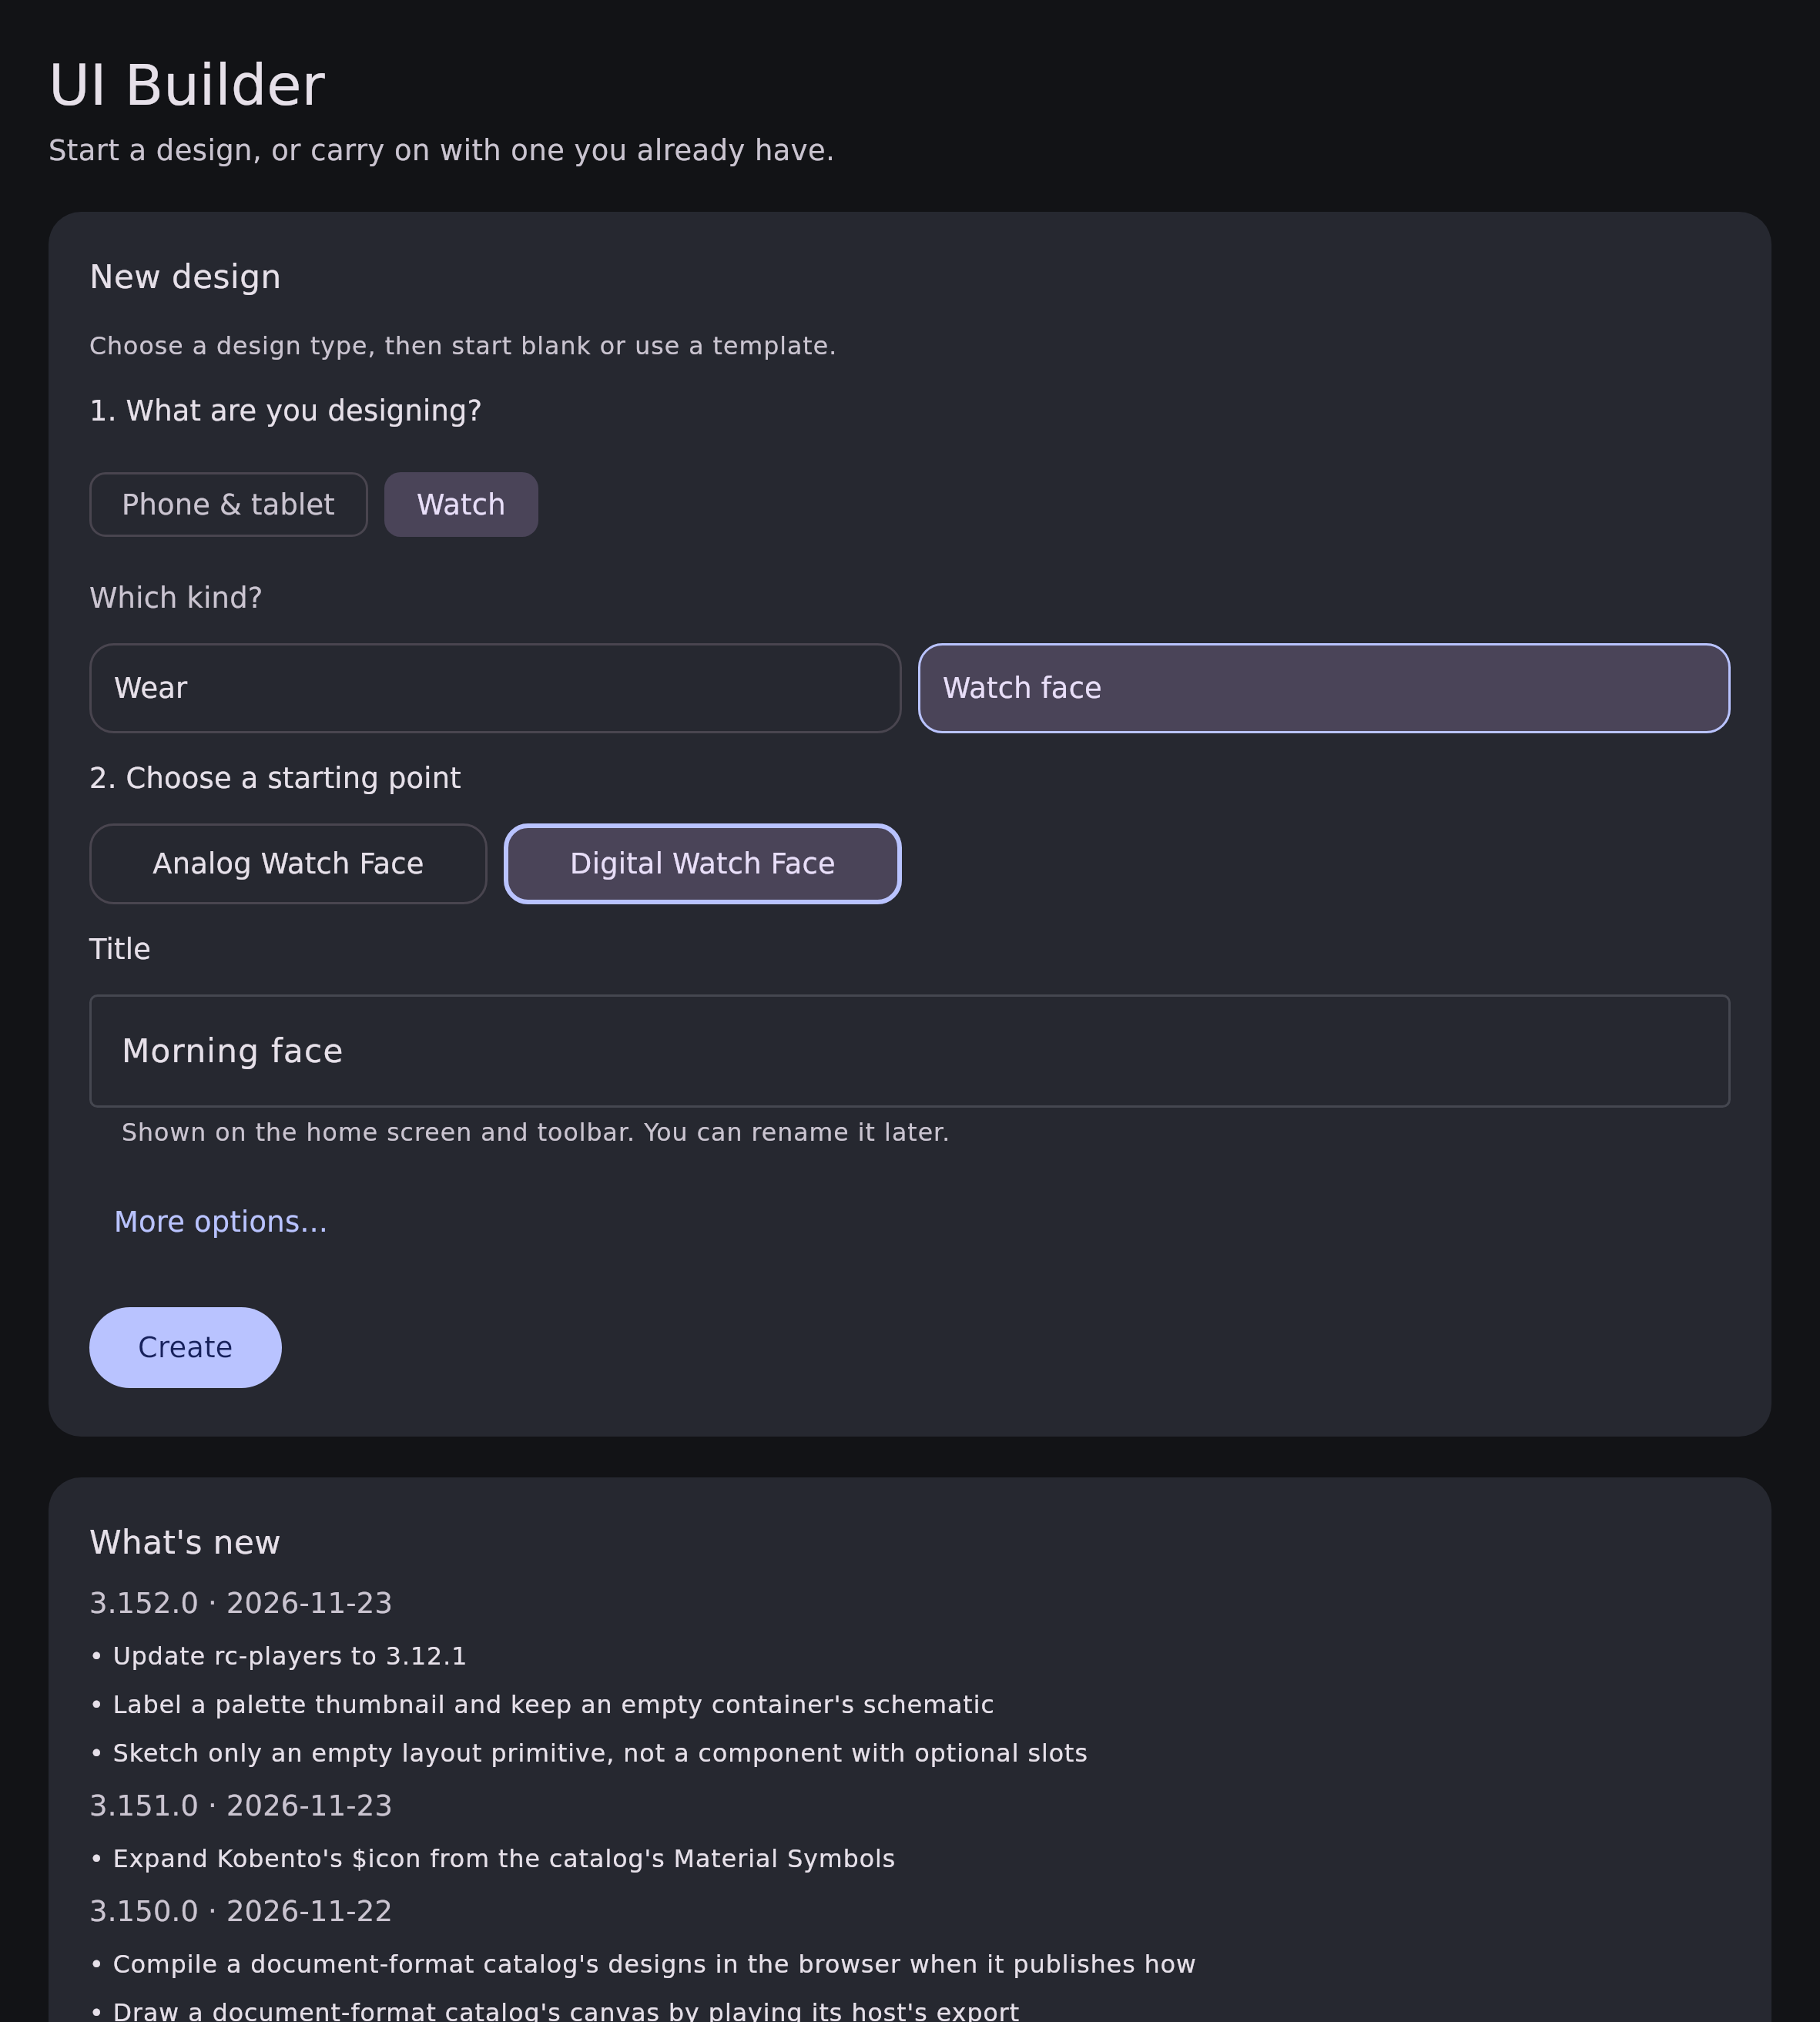 UI Builder
Start a design, or carry on with one you already have.
New design
Choose a design type, then start blank or use a template.
1. What are you designing?
Phone & tablet
Watch
Which kind?
Wear
Watch face
2. Choose a starting point
Analog Watch Face
Digital Watch Face
Title
Morning face
Shown on the home screen and toolbar. You can rename it later.
More options...
Create
What's new
3.152.0 · 2026-11-23
• Update rc-players to 3.12.1
• Label a palette thumbnail and keep an empty container's schematic
• Sketch only an empty layout primitive, not a component with optional slots
3.151.0 · 2026-11-23
• Expand Kobento's $icon from the catalog's Material Symbols
3.150.0 · 2026-11-22
• Compile a document-format catalog's designs in the browser when it publishes how
• Draw a document-format catalog's canvas by playing its host's export